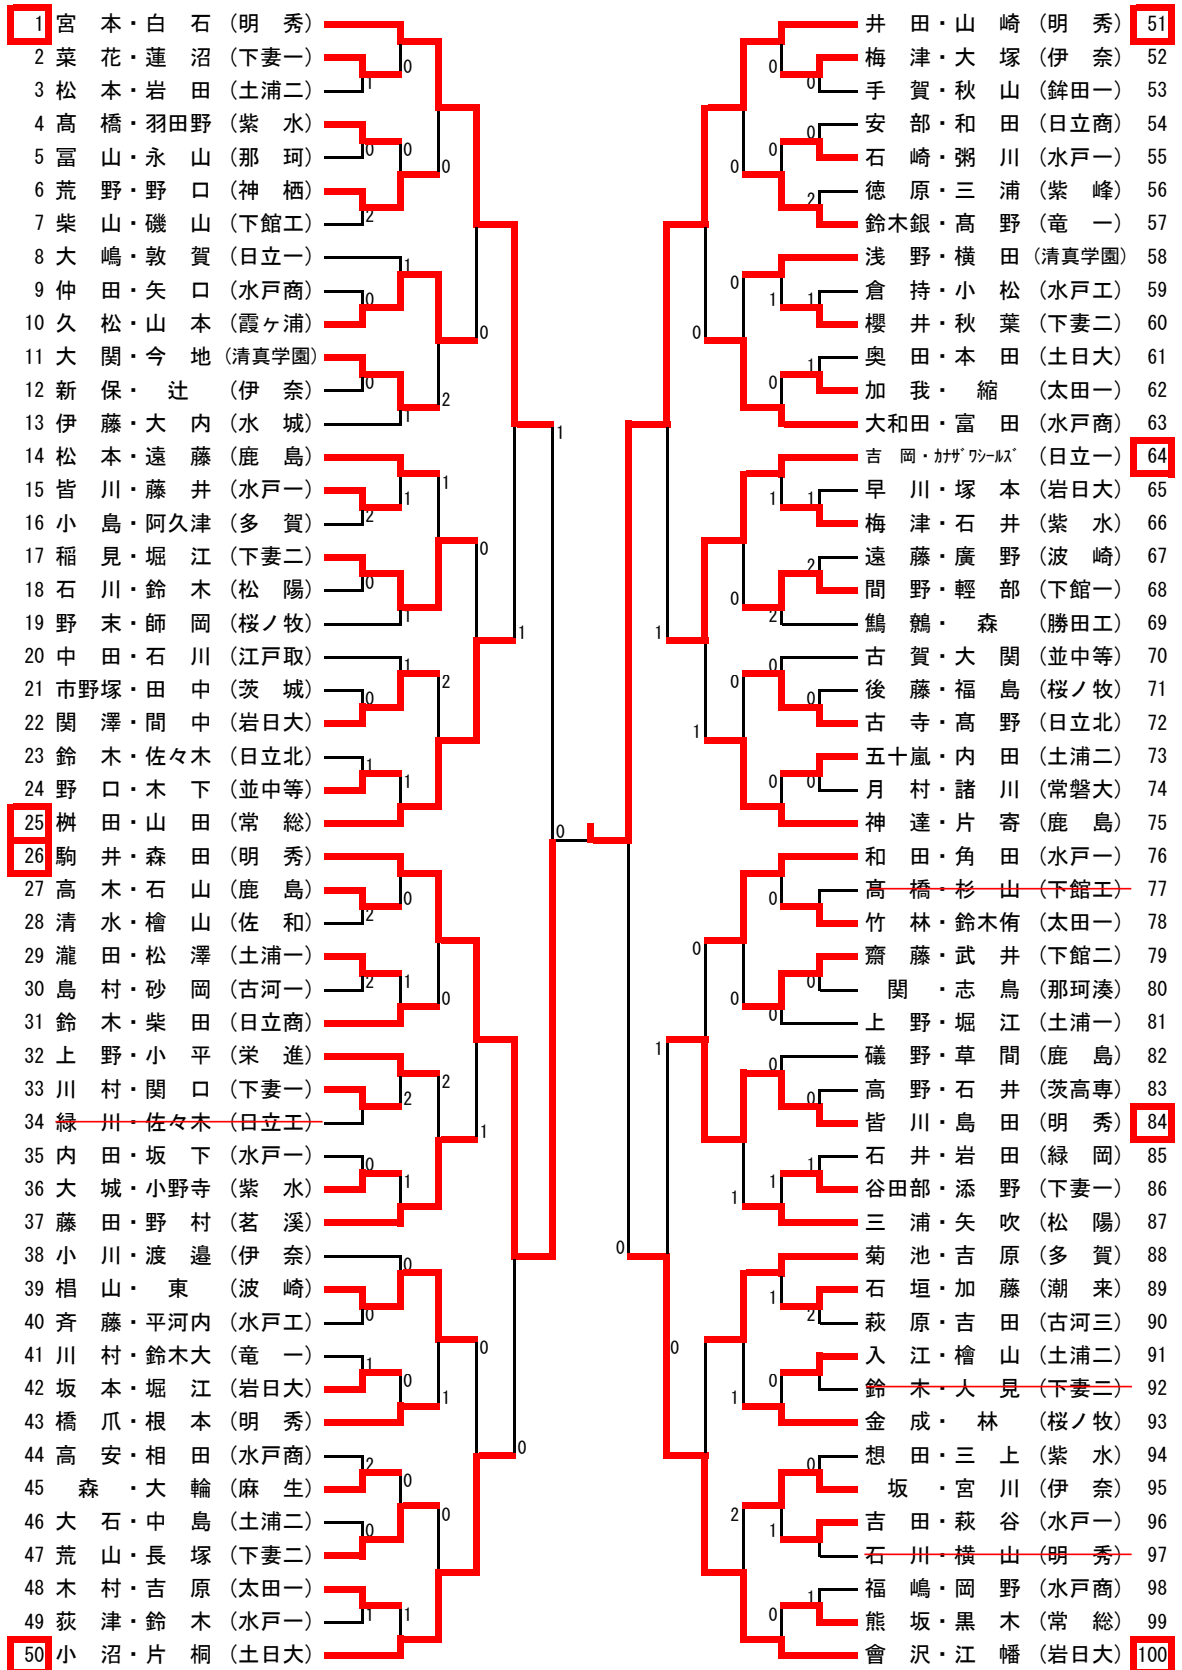 1 宮 本・白 石 (明 秀)
2 菜 花・蓮 沼 (下妻一)
3 松 本・岩 田 (土浦二)
4 髙 橋・羽田野 (紫 水)
5 冨 山・永 山 (那 珂)
6 荒 野・野 口 (神 栖)
7 柴 山・磯 山 (下館工)
8 大 嶋・敦 賀 (日立一)
9 仲 田・矢 口 (水戸商)
10 久 松・山 本 (霞ヶ浦)
11 大 関・今 地 (清真学園)
12 新 保・ 辻 (伊 奈)
13 伊 藤・大 内 (水 城)
14 松 本・遠 藤 (鹿 島)
15 皆 川・藤 井 (水戸一)
16 小 島・阿久津 (多 賀)
17 稲 見・堀 江 (下妻二)
18 石 川・鈴 木 (松 陽)
19 野 末・師 岡 (桜ノ牧)
20 中 田・石 川 (江戸取)
21 市野塚・田 中 (茨 城)
22 関 澤・間 中 (岩日大)
23 鈴 木・佐々木 (日立北)
24 野 口・木 下 (並中等)
25 桝 田・山 田 (常 総)
26 駒 井・森 田 (明 秀)
27 高 木・石 山 (鹿 島)
28 清 水・檜 山 (佐 和)
29 瀧 田・松 澤 (土浦一)
30 島 村・砂 岡 (古河一)
31 鈴 木・柴 田 (日立商)
32 上 野・小 平 (栄 進)
33 川 村・関 口 (下妻一)
34 緑 川・佐々木 (日立工)
35 内 田・坂 下 (水戸一)
36 大 城・小野寺 (紫 水)
37 藤 田・野 村 (茗 溪)
38 小 川・渡 邉 (伊 奈)
39 椙 山・ 東 (波 崎)
40 斉 藤・平河内 (水戸工)
41 川 村・鈴木大 (竜 一)
42 坂 本・堀 江 (岩日大)
43 橋 爪・根 本 (明 秀)
44 高 安・相 田 (水戸商)
45 森 ・大 輪 (麻 生)
46 大 石・中 島 (土浦二)
47 荒 山・長 塚 (下妻二)
48 木 村・吉 原 (太田一)
49 荻 津・鈴 木 (水戸一)
50 小 沼・片 桐 (土日大)
井 田・山 崎 (明 秀) 51
梅 津・大 塚 (伊 奈) 52
手 賀・秋 山 (鉾田一) 53
安 部・和 田 (日立商) 54
石 崎・粥 川 (水戸一) 55
徳 原・三 浦 (紫 峰) 56
鈴木銀・髙 野 (竜 一) 57
浅 野・横 田 (清真学園) 58
倉 持・小 松 (水戸工) 59
櫻 井・秋 葉 (下妻二) 60
奥 田・本 田 (土日大) 61
加 我・ 縮 (太田一) 62
大和田・富 田 (水戸商) 63
吉 岡・ｶﾅｻﾞﾜｼｰﾙｽﾞ (日立一) 64
早 川・塚 本 (岩日大) 65
梅 津・石 井 (紫 水) 66
遠 藤・廣 野 (波 崎) 67
間 野・輕 部 (下館一) 68
鷦 鷯・ 森 (勝田工) 69
古 賀・大 関 (並中等) 70
後 藤・福 島 (桜ノ牧) 71
古 寺・髙 野 (日立北) 72
五十嵐・内 田 (土浦二) 73
月 村・諸 川 (常磐大) 74
神 達・片 寄 (鹿 島) 75
和 田・角 田 (水戸一) 76
髙 橋・杉 山 (下館工) 77
竹 林・鈴木侑 (太田一) 78
齋 藤・武 井 (下館二) 79
関 ・志 鳥 (那珂湊) 80
上 野・堀 江 (土浦一) 81
礒 野・草 間 (鹿 島) 82
高 野・石 井 (茨高専) 83
皆 川・島 田 (明 秀) 84
石 井・岩 田 (緑 岡) 85
谷田部・添 野 (下妻一) 86
三 浦・矢 吹 (松 陽) 87
菊 池・吉 原 (多 賀) 88
石 垣・加 藤 (潮 来) 89
萩 原・吉 田 (古河三) 90
入 江・檜 山 (土浦二) 91
鈴 木・人 見 (下妻二) 92
金 成・ 林 (桜ノ牧) 93
想 田・三 上 (紫 水) 94
坂 ・宮 川 (伊 奈) 95
吉 田・萩 谷 (水戸一) 96
石 川・横 山 (明 秀) 97
福 嶋・岡 野 (水戸商) 98
熊 坂・黒 木 (常 総) 99
會 沢・江 幡 (岩日大) 100